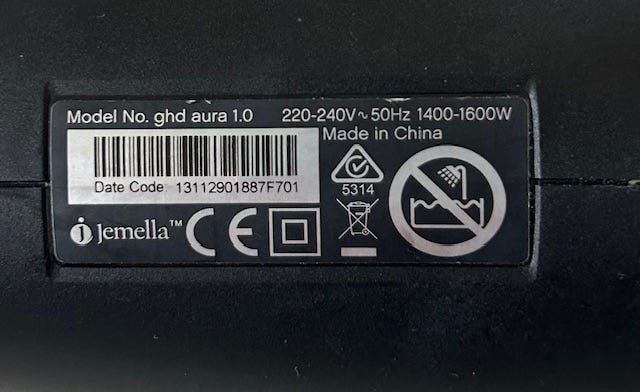 Model No. ghd aura 1.0 220-240V~50Hz 1400-1600W
Made in China
Date Code: 13112901887F701
5314
jemella™ CE